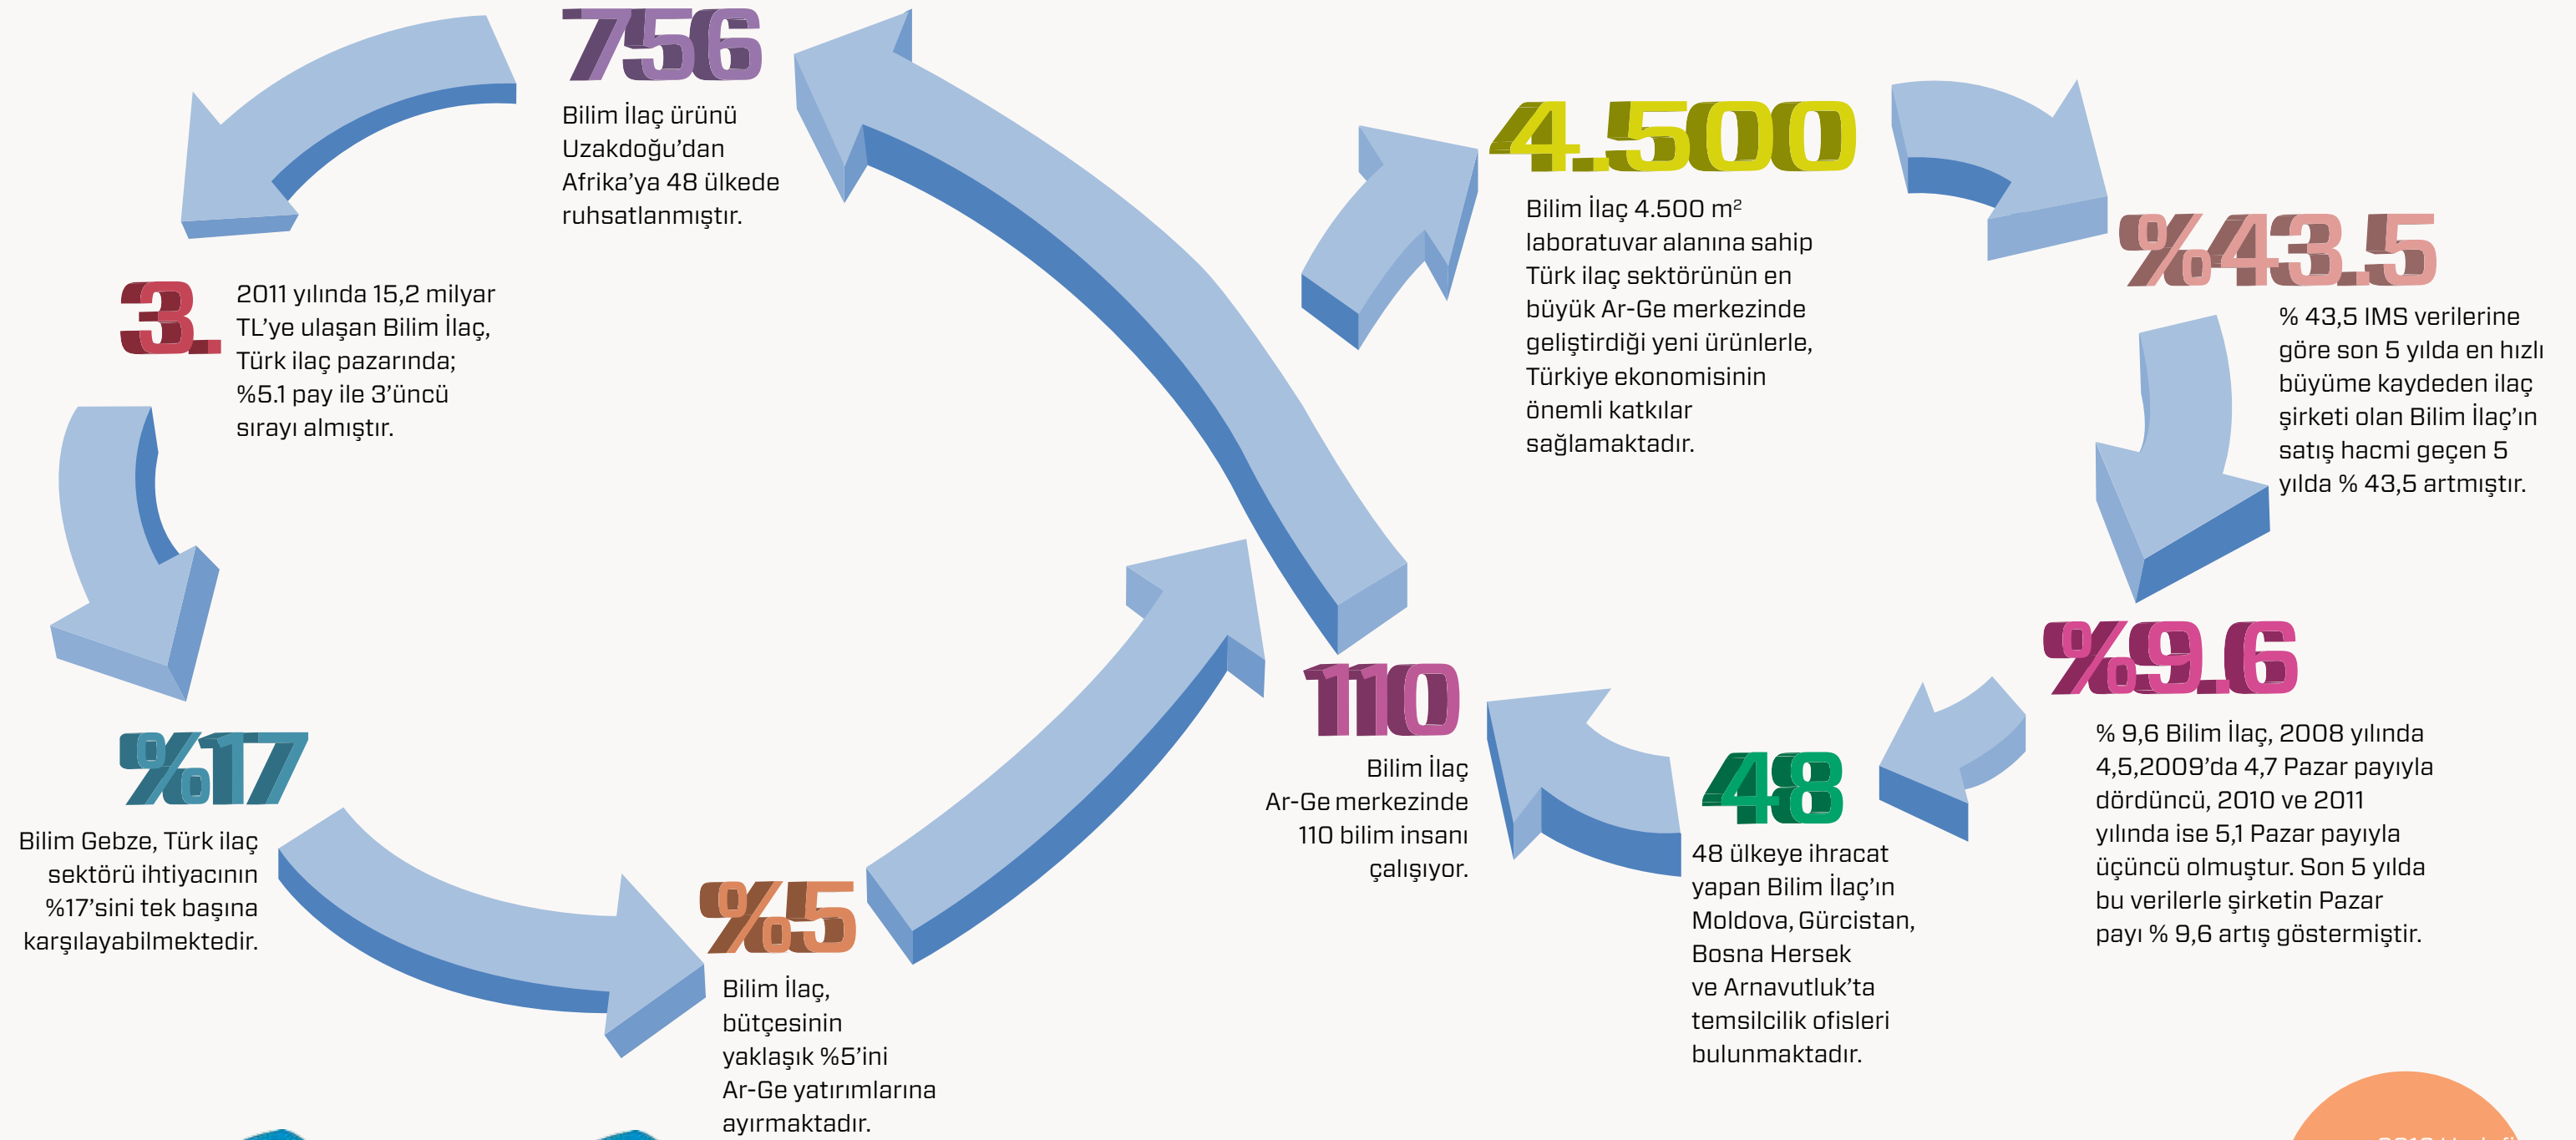 756
Bilim İlaç ürünü
Uzakdoğu’dan
Afrika’ya 48 ülkede
ruhsatlanmıştır.
3.
2011 yılında 15,2 milyar
TL’ye ulaşan Bilim İlaç,
Türk ilaç pazarında;
%5.1 pay ile 3’üncü
sırayı almıştır.
%17
Bilim Gebze, Türk ilaç
sektörü ihtiyacının
%17’sini tek başına
karşılayabilmektedir.
%5
Bilim İlaç,
bütçesinin
yaklaşık %5’ini
Ar-Ge yatırımlarına
ayırmaktadır.
110
Bilim İlaç
Ar-Ge merkezinde
110 bilim insanı
çalışıyor.
4.500
Bilim İlaç 4.500 m²
laboratuvar alanına sahip
Türk ilaç sektörünün en
büyük Ar-Ge merkezinde
geliştirdiği yeni ürünlerle,
Türkiye ekonomisinin
önemli katkılar
sağlamaktadır.
%43.5
% 43,5 IMS verilerine
göre son 5 yılda en hızlı
büyüme kaydeden ilaç
şirketi olan Bilim İlaç’ın
satış hacmi geçen 5
yılda % 43,5 artmıştır.
%9.6
% 9,6 Bilim İlaç, 2008 yılında
4,5,2009’da 4,7 Pazar payıyla
dördüncü, 2010 ve 2011
yılında ise 5,1 Pazar payıyla
üçüncü olmuştur. Son 5 yılda
bu verilerle şirketin Pazar
payı % 9,6 artış göstermiştir.
48
48 ülkeye ihracat
yapan Bilim İlaç’ın
Moldova, Gürcistan,
Bosna Hersek
ve Arnavutluk’ta
temsilcilik ofisleri
bulunmaktadır.